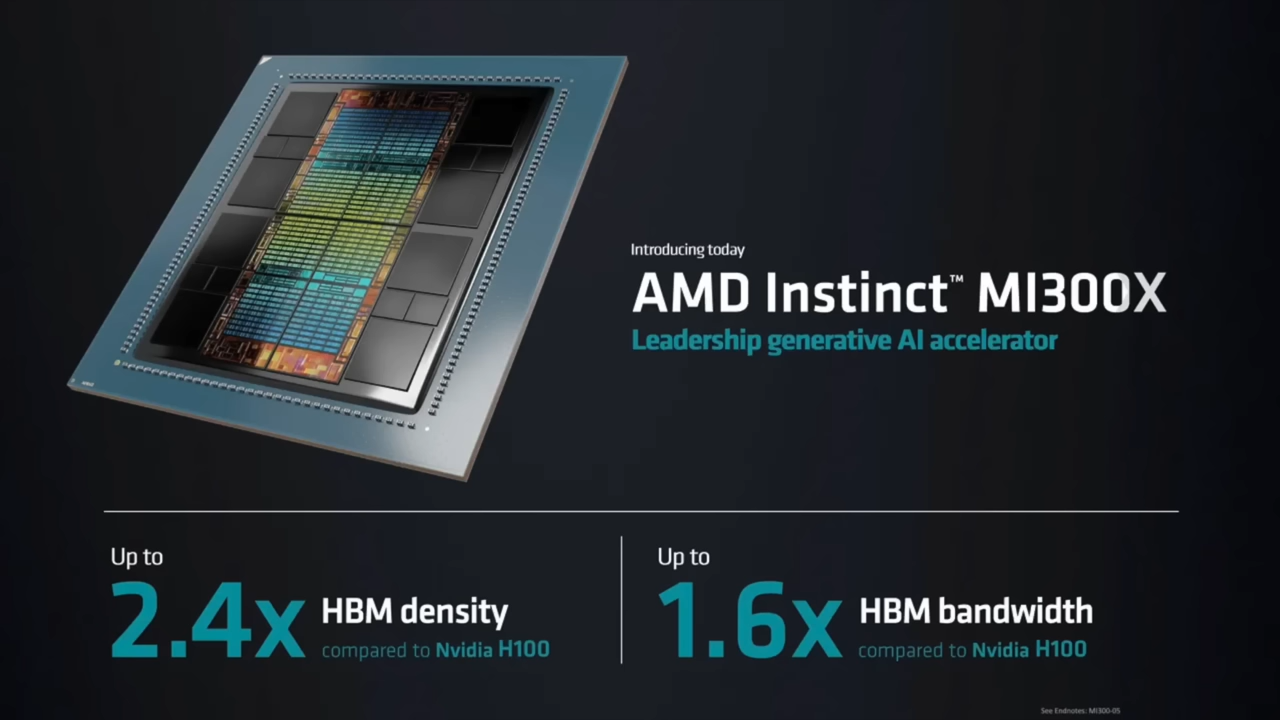 Introducing today
AMD Instinct™ MI300X
Leadership generative AI accelerator
Up to
2.4x HBM density
compared to Nvidia H100
Up to
1.6x HBM bandwidth
compared to Nvidia H100
See Endnotes: MI300-05